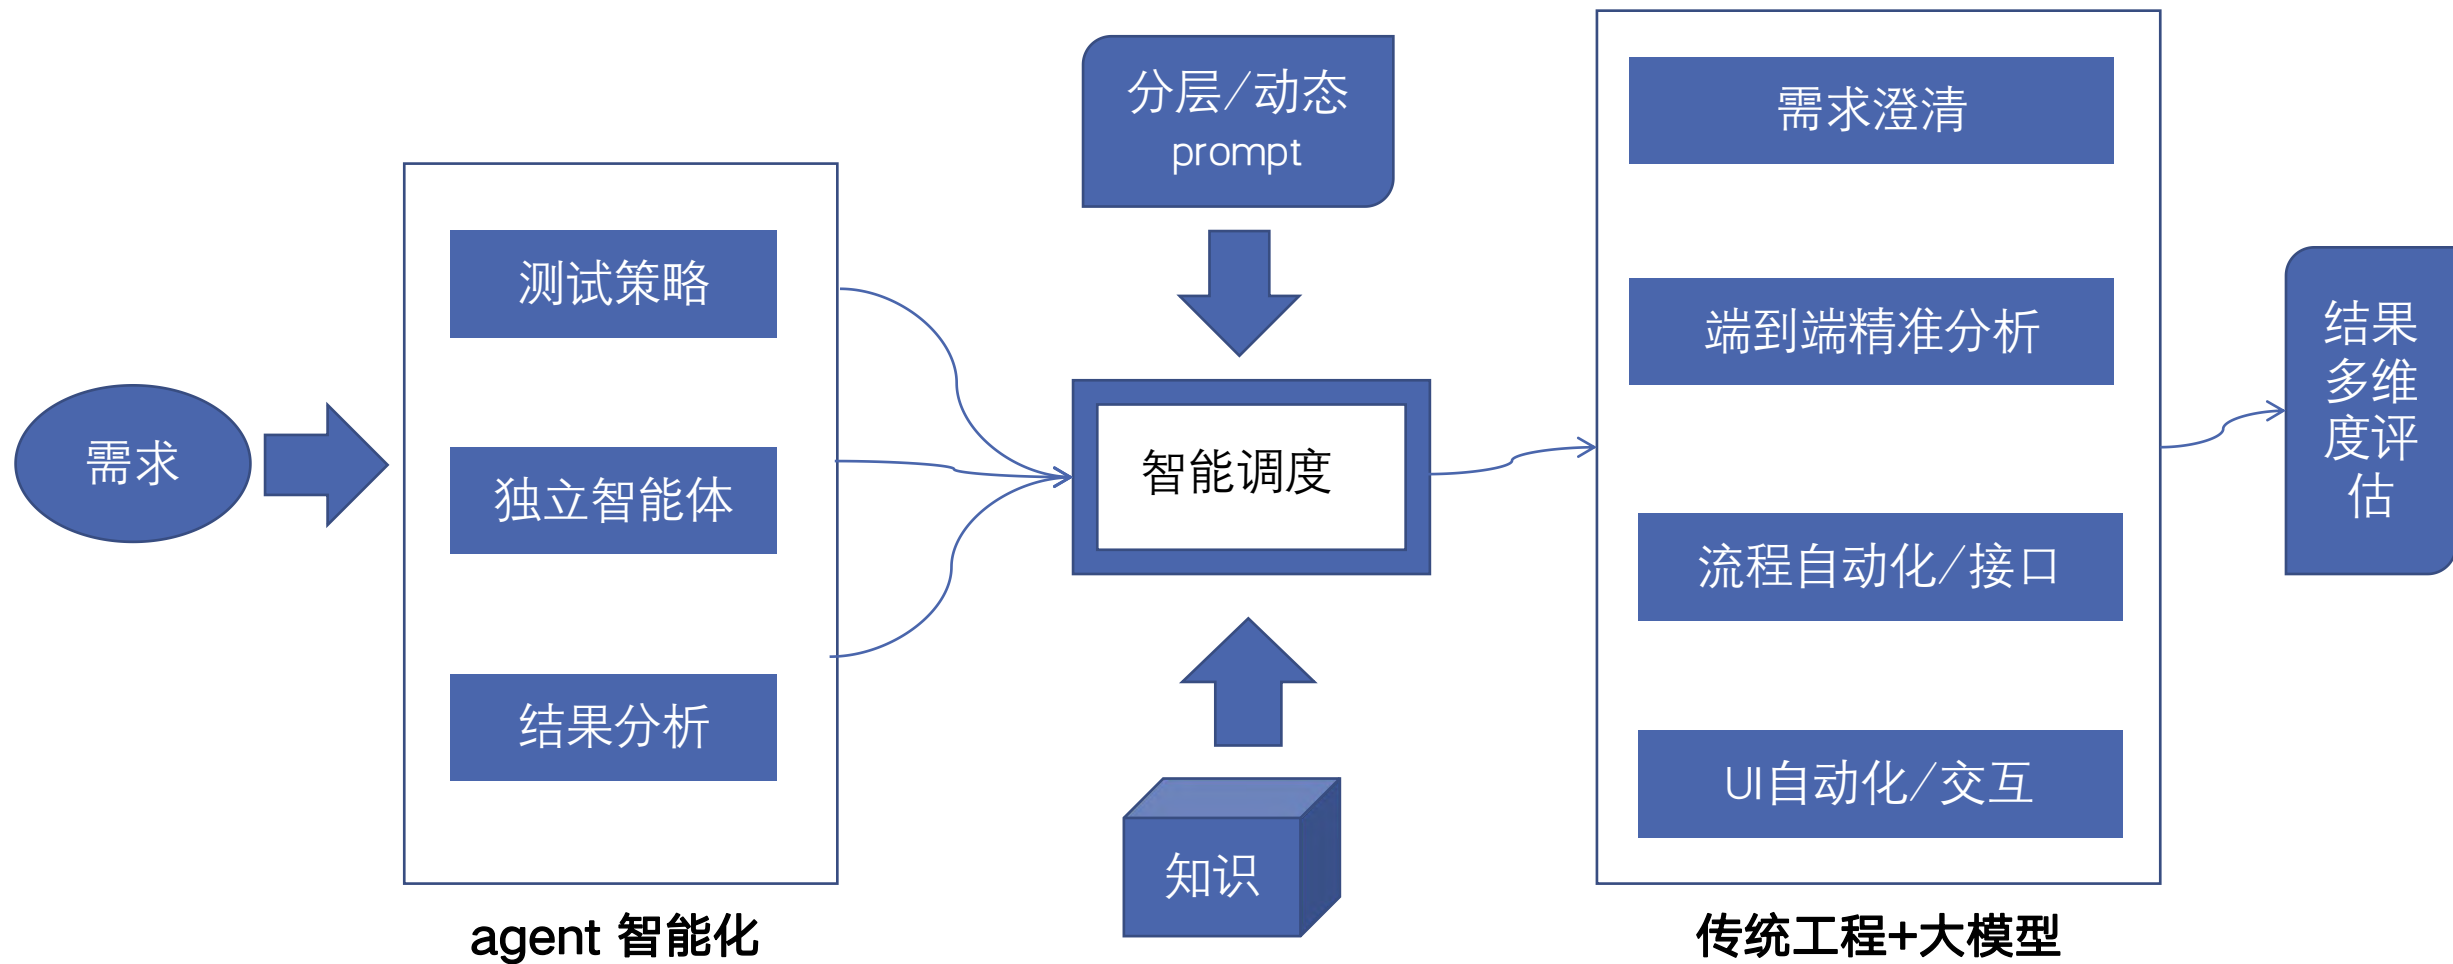 需求
测试策略
独立智能体
结果分析
agent 智能化
分层/动态
prompt
智能调度
知识
需求澄清
端到端精准分析
流程自动化/接口
UI自动化/交互
传统工程+大模型
结果
多维
度评
估